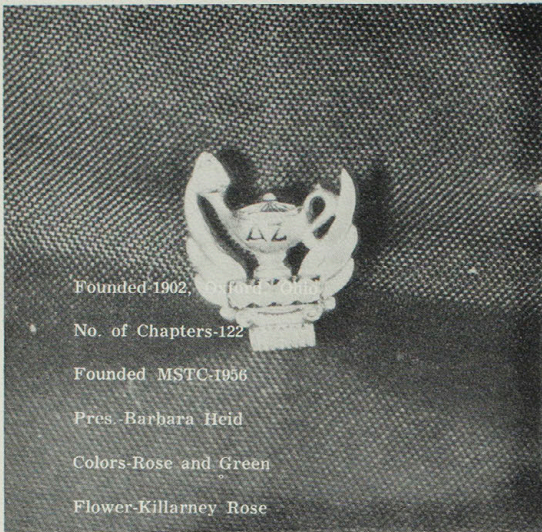 ΔΖ
Founded-1902, Oxford, Ohio
No. of Chapters-122
Founded MSTC-1956
Pres.-Barbara Heid
Colors-Rose and Green
Flower-Killarney Rose